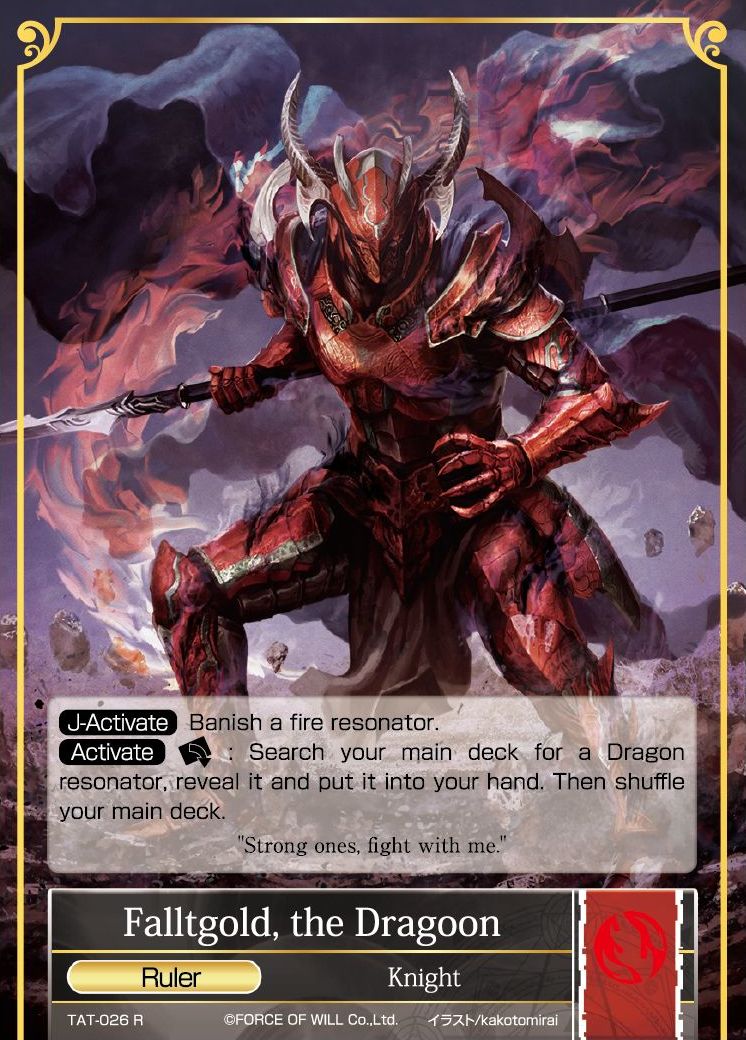 J-Activate Banish a fire resonator.
Activate : Search your main deck for a Dragon
resonator, reveal it and put it into your hand. Then shuffle
your main deck.
"Strong ones, fight with me."
Falltgold, the Dragoon
Ruler Knight
TAT-026 R ©FORCE OF WILL Co.,Ltd. イラスト/kakotomirai